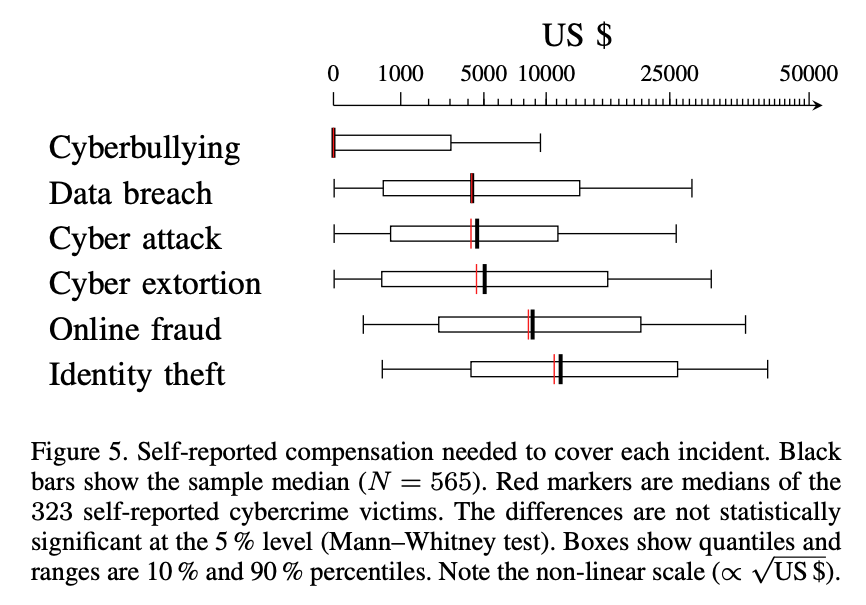 US $
0 1000 5000 10000 25000 50000
Cyberbullying
Data breach
Cyber attack
Cyber extortion
Online fraud
Identity theft
Figure 5. Self-reported compensation needed to cover each incident. Black
bars show the sample median (N = 565). Red markers are medians of the
323 self-reported cybercrime victims. The differences are not statistically
significant at the 5 % level (Mann–Whitney test). Boxes show quantiles and
ranges are 10 % and 90 % percentiles. Note the non-linear scale (∝ √US $).